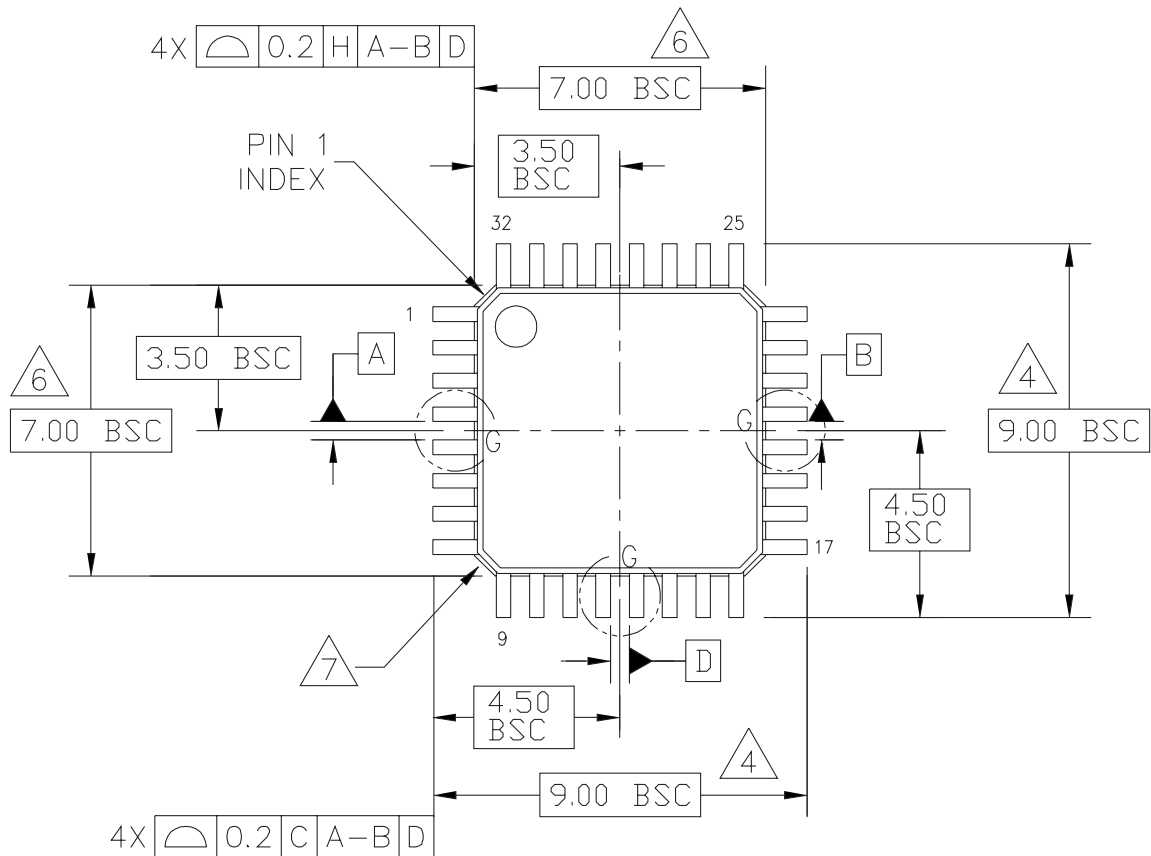 4X ⌓ 0.2 H A-B D
6
7.00 BSC
3.50
BSC
PIN 1
INDEX
32
25
1
3.50 BSC
A
B
6
4
7.00 BSC
9.00 BSC
G
G
4.50
BSC
17
G
9
7
D
4.50
BSC
4
9.00 BSC
4X ⌓ 0.2 C A-B D